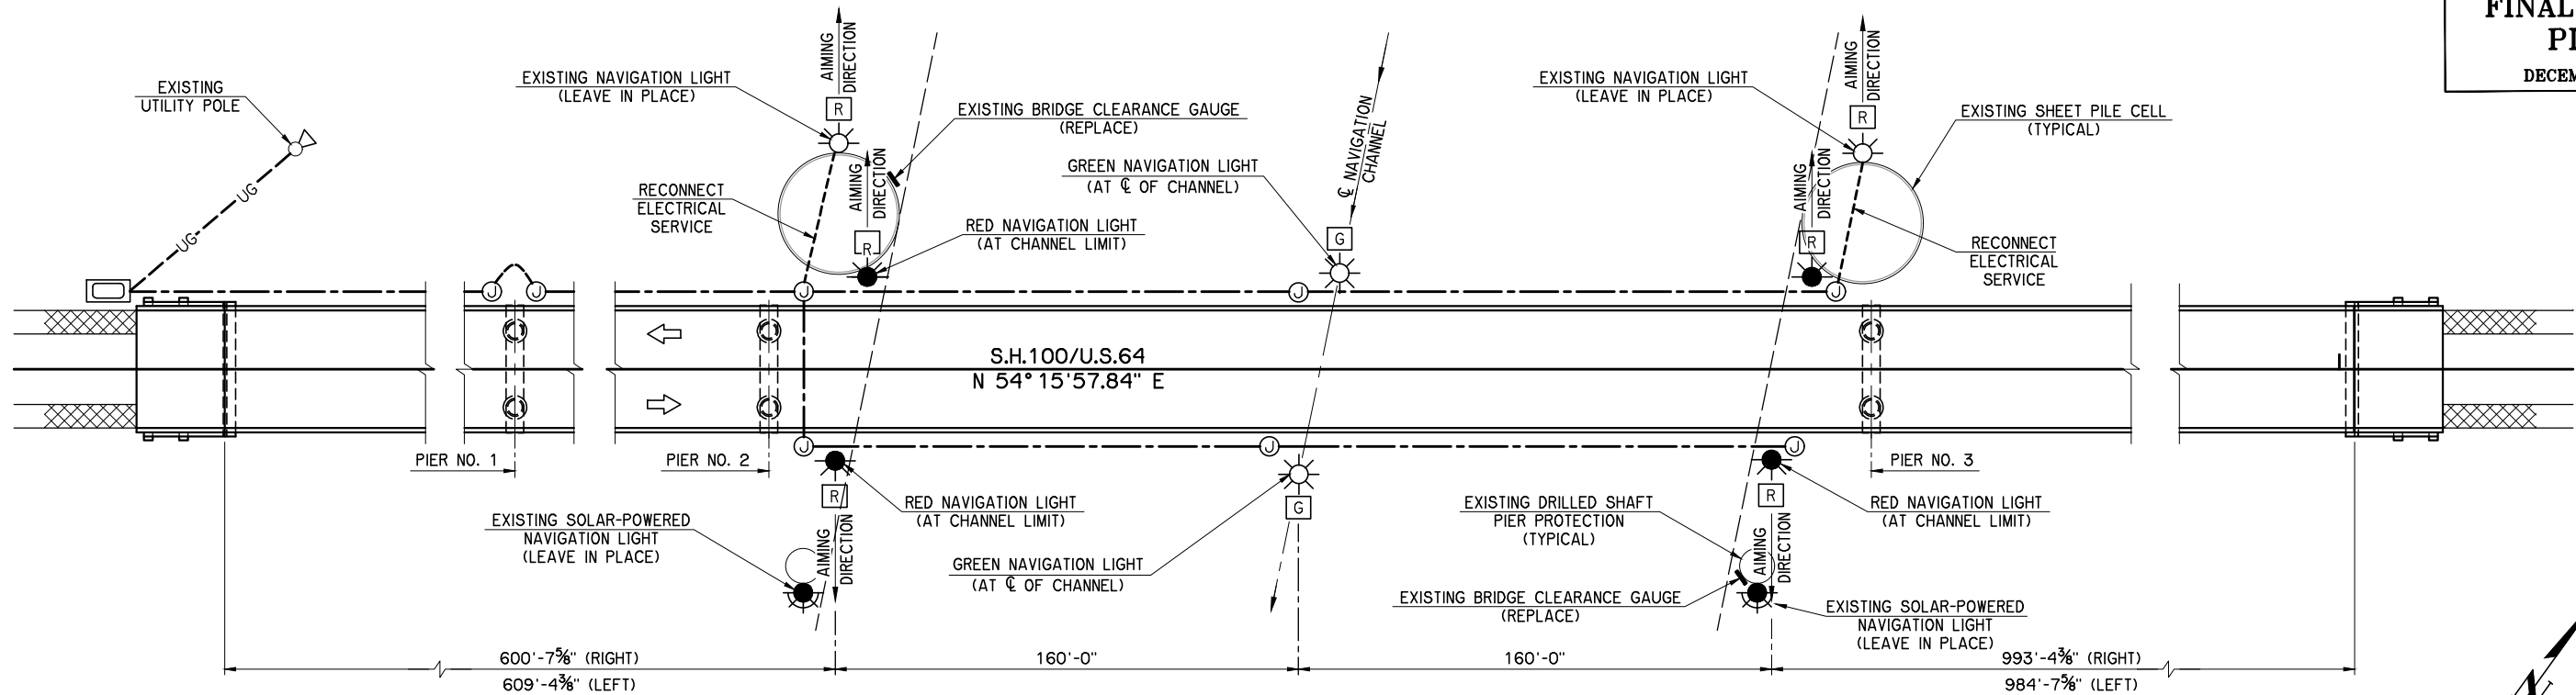 FINAL
PL
DECEM
EXISTING
UTILITY POLE
UG
UG
EXISTING NAVIGATION LIGHT
(LEAVE IN PLACE)
AIMING
DIRECTION
R
EXISTING BRIDGE CLEARANCE GAUGE
(REPLACE)
RECONNECT
ELECTRICAL
SERVICE
AIMING
DIRECTION
R
RED NAVIGATION LIGHT
(AT CHANNEL LIMIT)
GREEN NAVIGATION LIGHT
(AT ℄ OF CHANNEL)
℄ NAVIGATION
CHANNEL
G
EXISTING NAVIGATION LIGHT
(LEAVE IN PLACE)
AIMING
DIRECTION
R
EXISTING SHEET PILE CELL
(TYPICAL)
AIMING
DIRECTION
R
RECONNECT
ELECTRICAL
SERVICE
J
J
J
J
J
S.H.100/U.S.64
N 54° 15'57.84" E
J
J
J
PIER NO. 1
PIER NO. 2
PIER NO. 3
R
AIMING
DIRECTION
RED NAVIGATION LIGHT
(AT CHANNEL LIMIT)
EXISTING SOLAR-POWERED
NAVIGATION LIGHT
(LEAVE IN PLACE)
GREEN NAVIGATION LIGHT
(AT ℄ OF CHANNEL)
G
EXISTING DRILLED SHAFT
PIER PROTECTION
(TYPICAL)
R
AIMING
DIRECTION
RED NAVIGATION LIGHT
(AT CHANNEL LIMIT)
EXISTING BRIDGE CLEARANCE GAUGE
(REPLACE)
EXISTING SOLAR-POWERED
NAVIGATION LIGHT
(LEAVE IN PLACE)
600'-7⅝" (RIGHT)
609'-4⅜" (LEFT)
160'-0"
160'-0"
993'-4⅜" (RIGHT)
984'-7⅝" (LEFT)